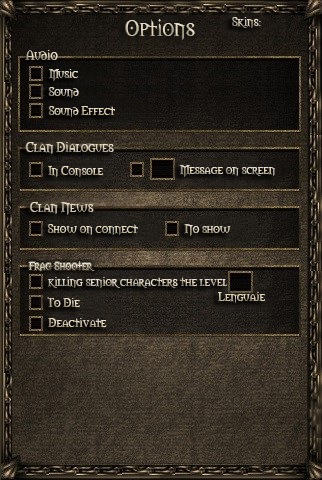 Options
Skins:
Audio
Music
Sound
Sound Effect
Clan Dialogues
In Console
Message on screen
Clan News
Show on connect
No show
Frag Shooter
killing senior characters the level
Lenguaje
To Die
Deactivate